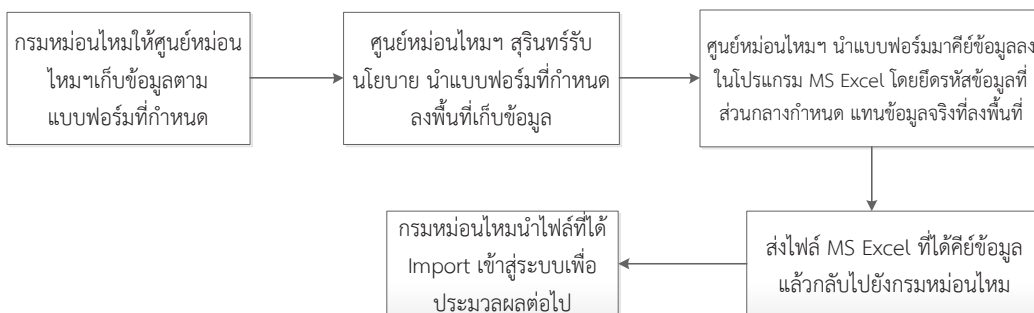 กรมหม่อนไหมให้ศูนย์หม่อน
ไหมฯเก็บข้อมูลตาม
แบบฟอร์มที่กำหนด
ศูนย์หม่อนไหมฯ สุรินทร์รับ
นโยบาย นำแบบฟอร์มที่กำหนด
ลงพื้นที่เก็บข้อมูล
ศูนย์หม่อนไหมฯ นำแบบฟอร์มมาคีย์ข้อมูลลง
ในโปรแกรม MS Excel โดยยึดรหัสข้อมูลที่
ส่วนกลางกำหนด แทนข้อมูลจริงที่ลงพื้นที่
ส่งไฟล์ MS Excel ที่ได้คีย์ข้อมูล
แล้วกลับไปยังกรมหม่อนไหม
กรมหม่อนไหมนำไฟล์ที่ได้
Import เข้าสู่ระบบเพื่อ
ประมวลผลต่อไป